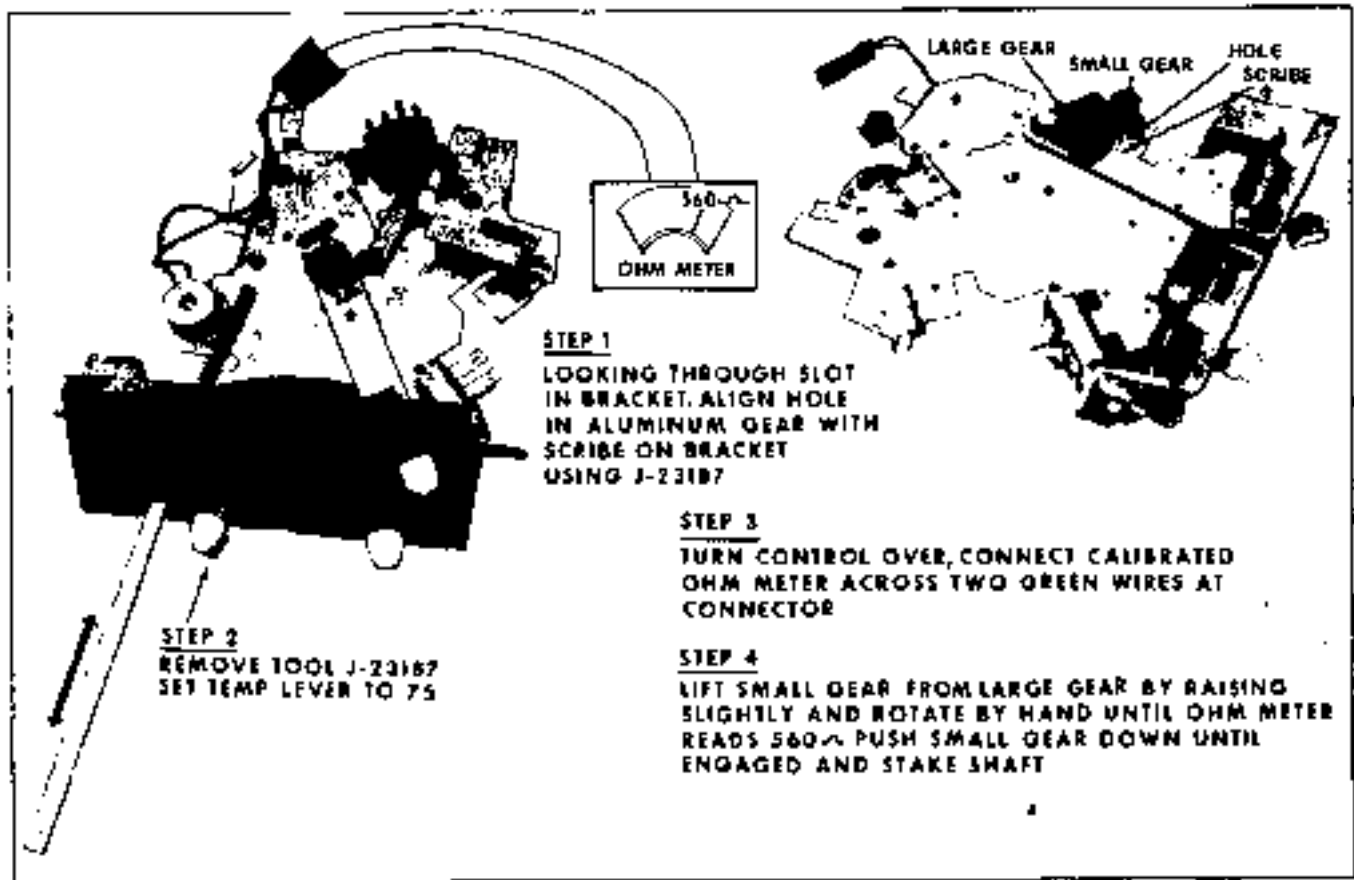 LARGE GEAR
SMALL GEAR
HOLE
SCRIBE
560
OHM METER
STEP 1
LOOKING THROUGH SLOT
IN BRACKET, ALIGN HOLE
IN ALUMINUM GEAR WITH
SCRIBE ON BRACKET
USING J-23187
STEP 2
REMOVE TOOL J-23187
SET TEMP LEVER TO 75
STEP 3
TURN CONTROL OVER, CONNECT CALIBRATED
OHM METER ACROSS TWO GREEN WIRES AT
CONNECTOR
STEP 4
LIFT SMALL GEAR FROM LARGE GEAR BY RAISING
SLIGHTLY AND ROTATE BY HAND UNTIL OHM METER
READS 560 PUSH SMALL GEAR DOWN UNTIL
ENGAGED AND STAKE SHAFT